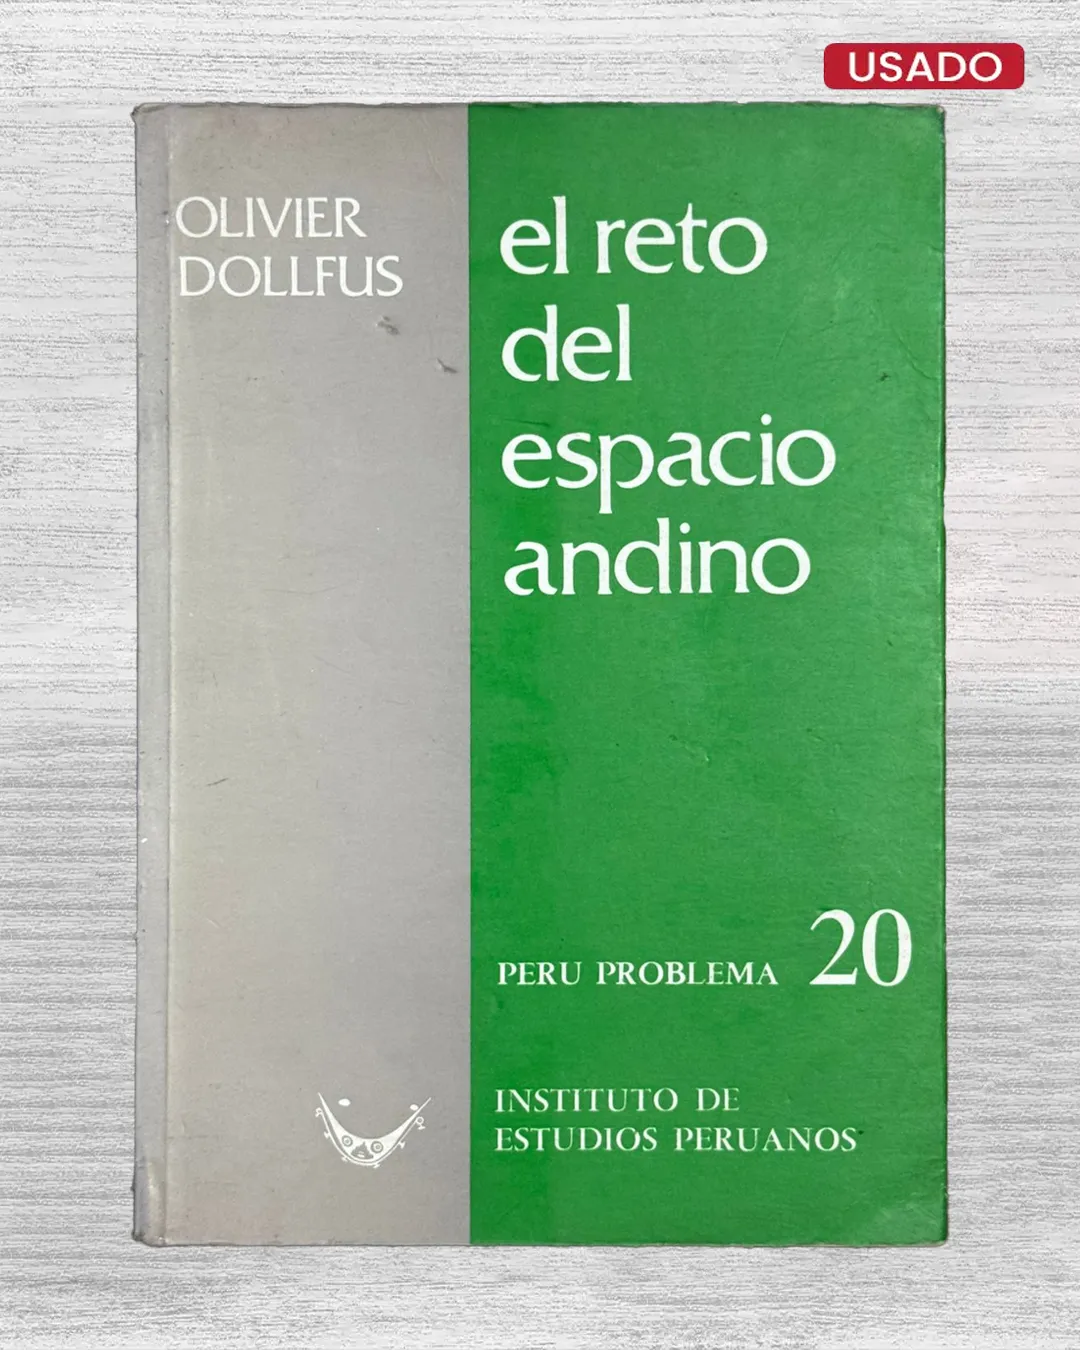 USADO
OLIVIER
DOLLFUS
el reto
del
espacio
andino
PERU PROBLEMA 20
INSTITUTO DE
ESTUDIOS PERUANOS